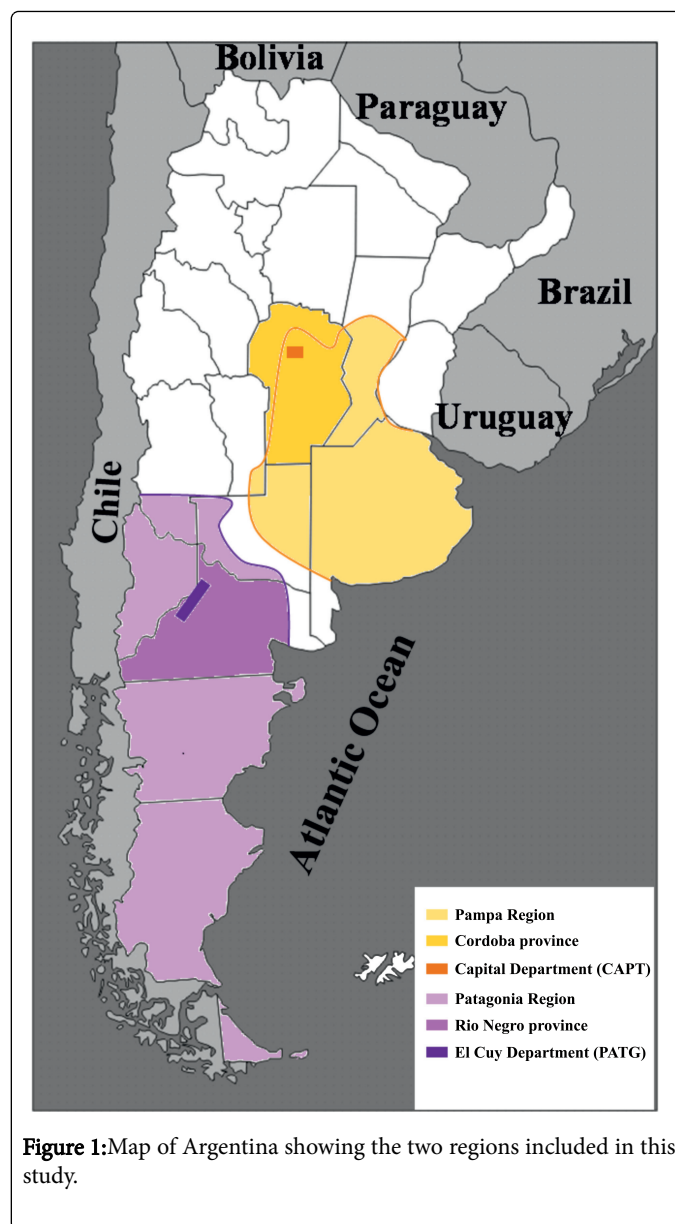 Bolivia
Paraguay
Brazil
Uruguay
Chile
Atlantic Ocean
Pampa Region
Cordoba province
Capital Department (CAPT)
Patagonia Region
Rio Negro province
El Cuy Department (PATG)
Figure 1:Map of Argentina showing the two regions included in this
study.